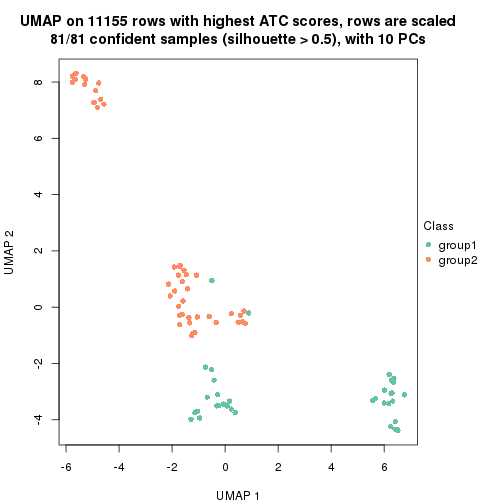 UMAP on 11155 rows with highest ATC scores, rows are scaled
81/81 confident samples (silhouette > 0.5), with 10 PCs
8
6
4
2
0
-2
-4
UMAP 2
-6
-4
-2
0
2
4
6
UMAP 1
Class
group1
group2